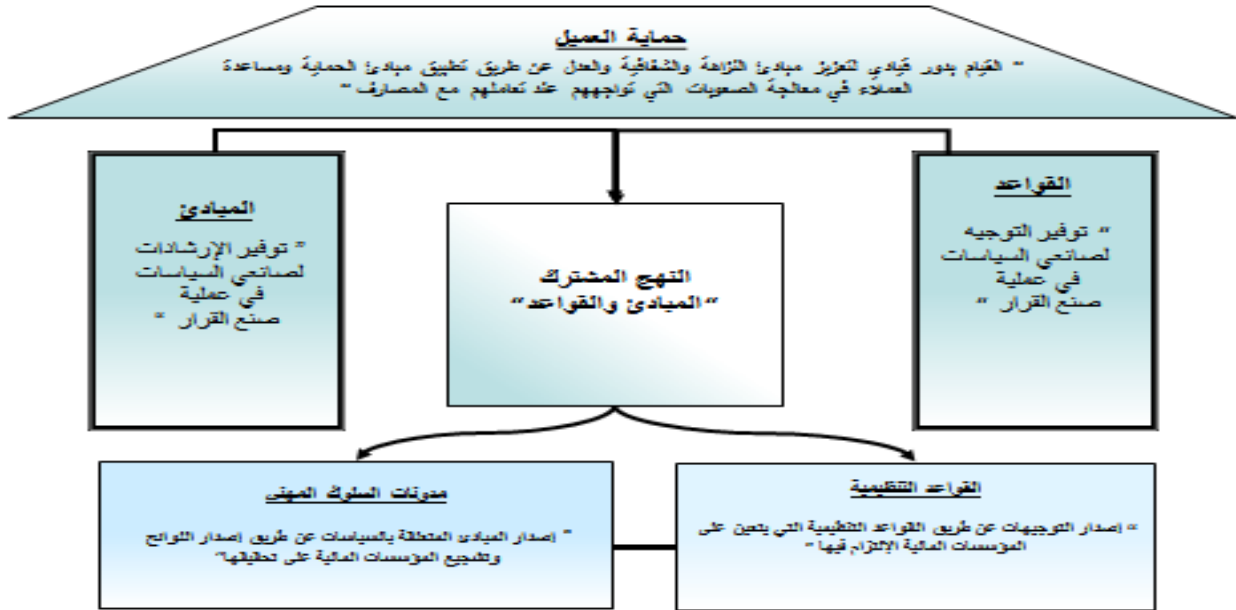 حماية العميل
" القيام بدور قيادي لتعزيز مبادئ النزاهة والشفافية والعدل عن طريق تطبيق مبادئ الحماية ومساعدة
العملاء في معالجة الصعوبات التي تواجههم عند تعاملهم مع المصارف "
القواعد
" توفير التوجيه
لصانعي السياسات
في عملية
صنع القرار "
النهج المشترك
"المبادئ والقواعد"
المبادئ
" توفير الإرشادات
لصانعي السياسات
في عملية
صنع القرار "
القواعد التنظيمية
" إصدار التوجيهات عن طريق القواعد التنظيمية التي يتعين على
المؤسسات المالية الإلتزام فيها "
مدونات السلوك المهنى
" إصدار المبادئ المتعلقة بالسياسات عن طريق إصدار اللوائح
وتشجيع المؤسسات المالية على تحقيقها"